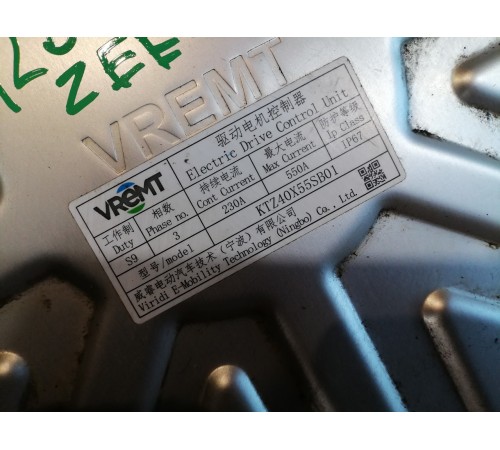 ZEE
VREMT
VREMT
驱动电机控制器
Electric Drive Control Unit
工作制 相数 持续电流 最大电流 防护等级
Duty Phase no. Cont Current Max Current Ip Class
S9 3 230A 550A IP67
型号/model KTZ40X55SB01
威睿电动汽车技术（宁波）有限公司
Viridi E-Mobility Technology (Ningbo) Co., Ltd.